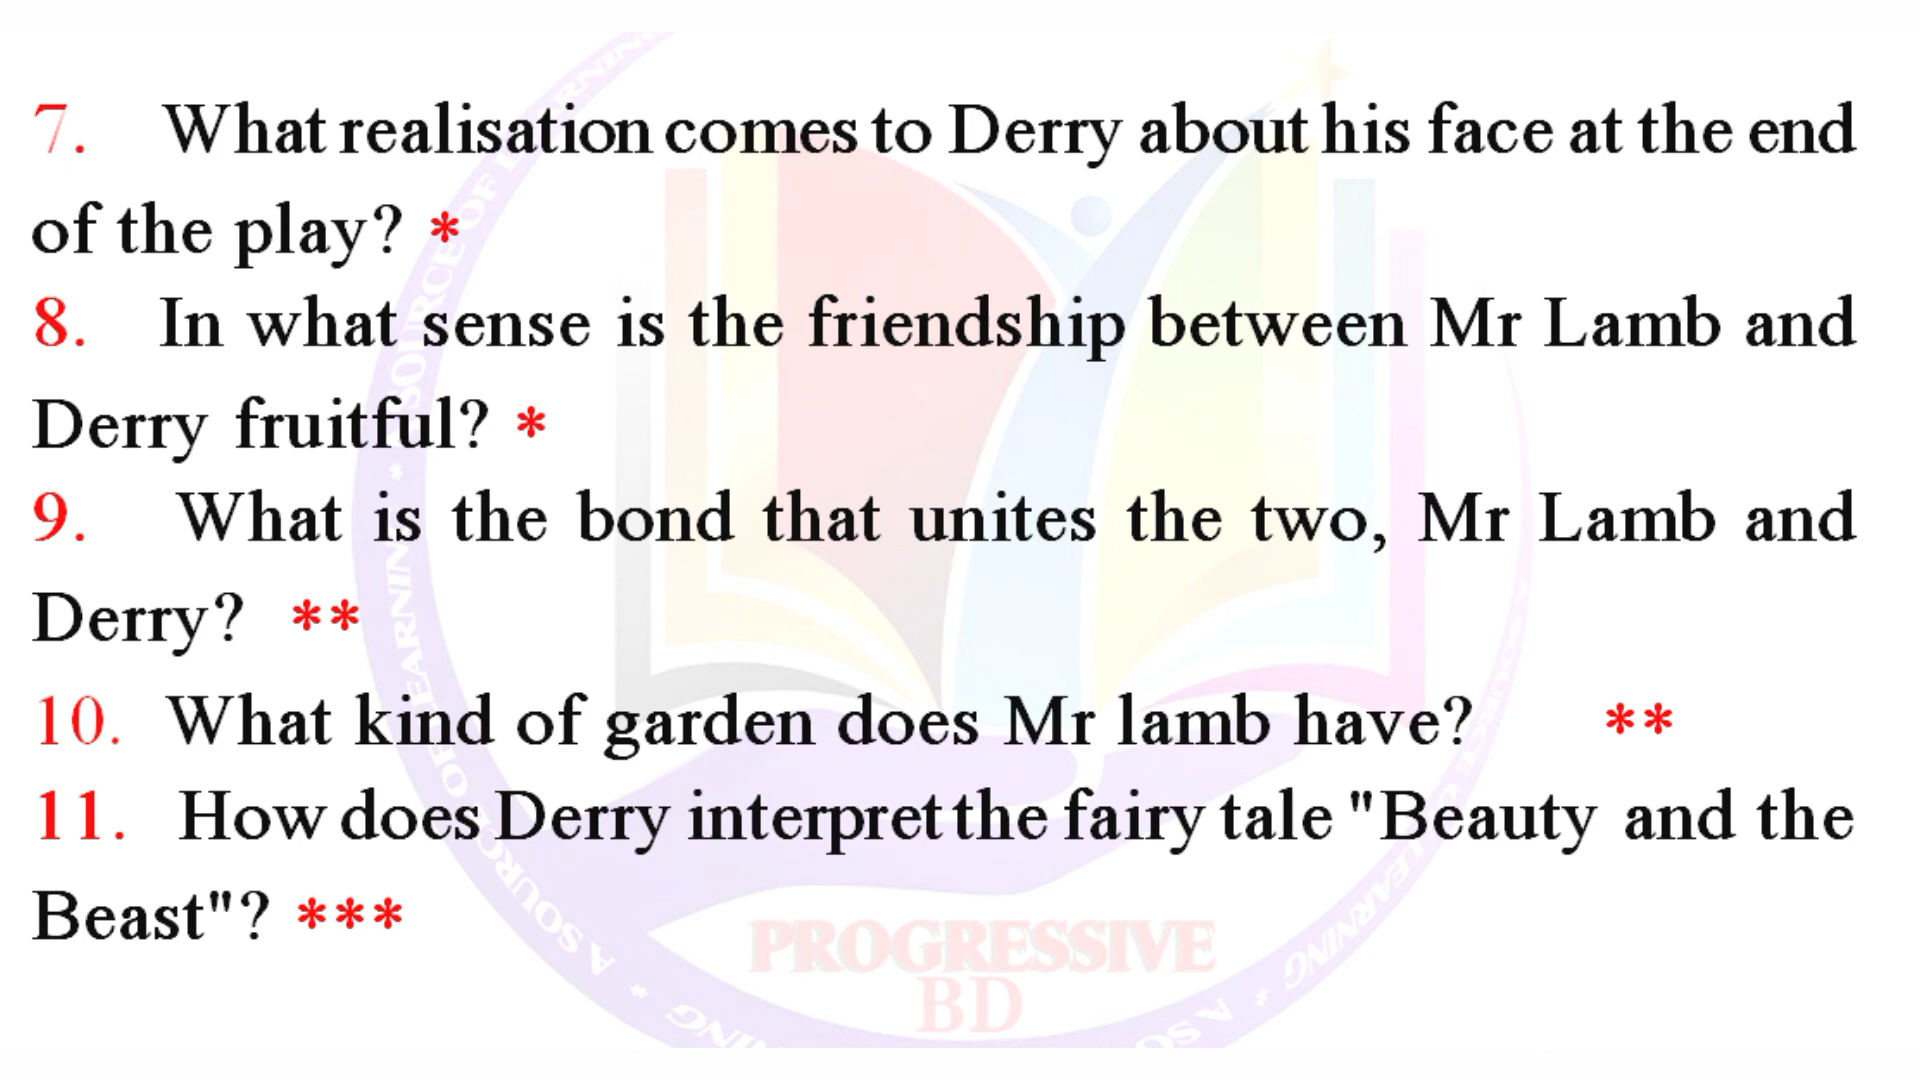 7. What realisation comes to Derry about his face at the end
of the play? *
8. In what sense is the friendship between Mr Lamb and
Derry fruitful? *
9. What is the bond that unites the two, Mr Lamb and
Derry? **
10. What kind of garden does Mr lamb have? **
11. How does Derry interpret the fairy tale "Beauty and the
Beast"? ***
PROGRESSIVE
BD